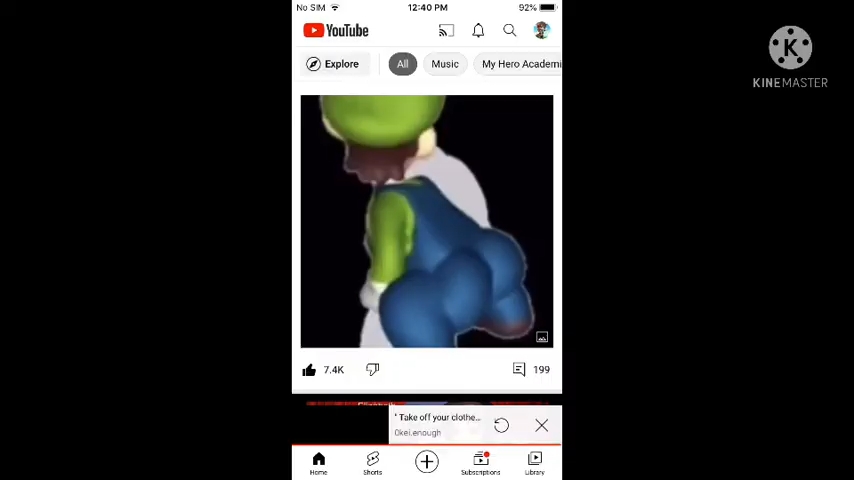 No SIM 12:40 PM 92%
YouTube
Explore All Music My Hero Academi
K
KINEMASTER
7.4K 199
" Take off your clothe...
0kei.enough
Home Shorts Subscriptions Library